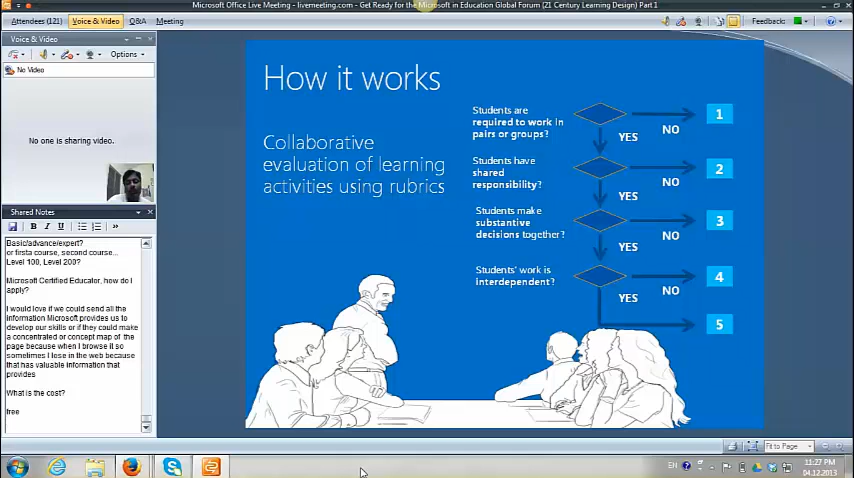 Microsoft Office Live Meeting - livemeeting.com - Get Ready for the Microsoft in Education Global Forum (21 Century Learning Design) Part 1
Attendees (121)
Voice & Video
Q&A
Meeting
Feedback:
Voice & Video
Options
No Video
No one is sharing video.
Shared Notes
B I U
Basic/advance/expert?
or firsta course, second course...
Level 100, Level 200?
Microsoft Certified Educator, how do I
apply?
I would love if we could send all the
information Microsoft provides us to
develop our skills or if they could make
a concentrated or concept map of the
page because when I browse it so
sometimes I lose in the web because
that has valuable information that
provides
What is the cost?
free
How it works
Collaborative
evaluation of learning
activities using rubrics
Students are
required to work in
pairs or groups?
NO
1
YES
Students have
shared
responsibility?
NO
2
YES
Students make
substantive
decisions together?
NO
3
YES
Students' work is
interdependent?
NO
4
YES
5
Fit to Page
EN
11:27 PM
04.12.2013